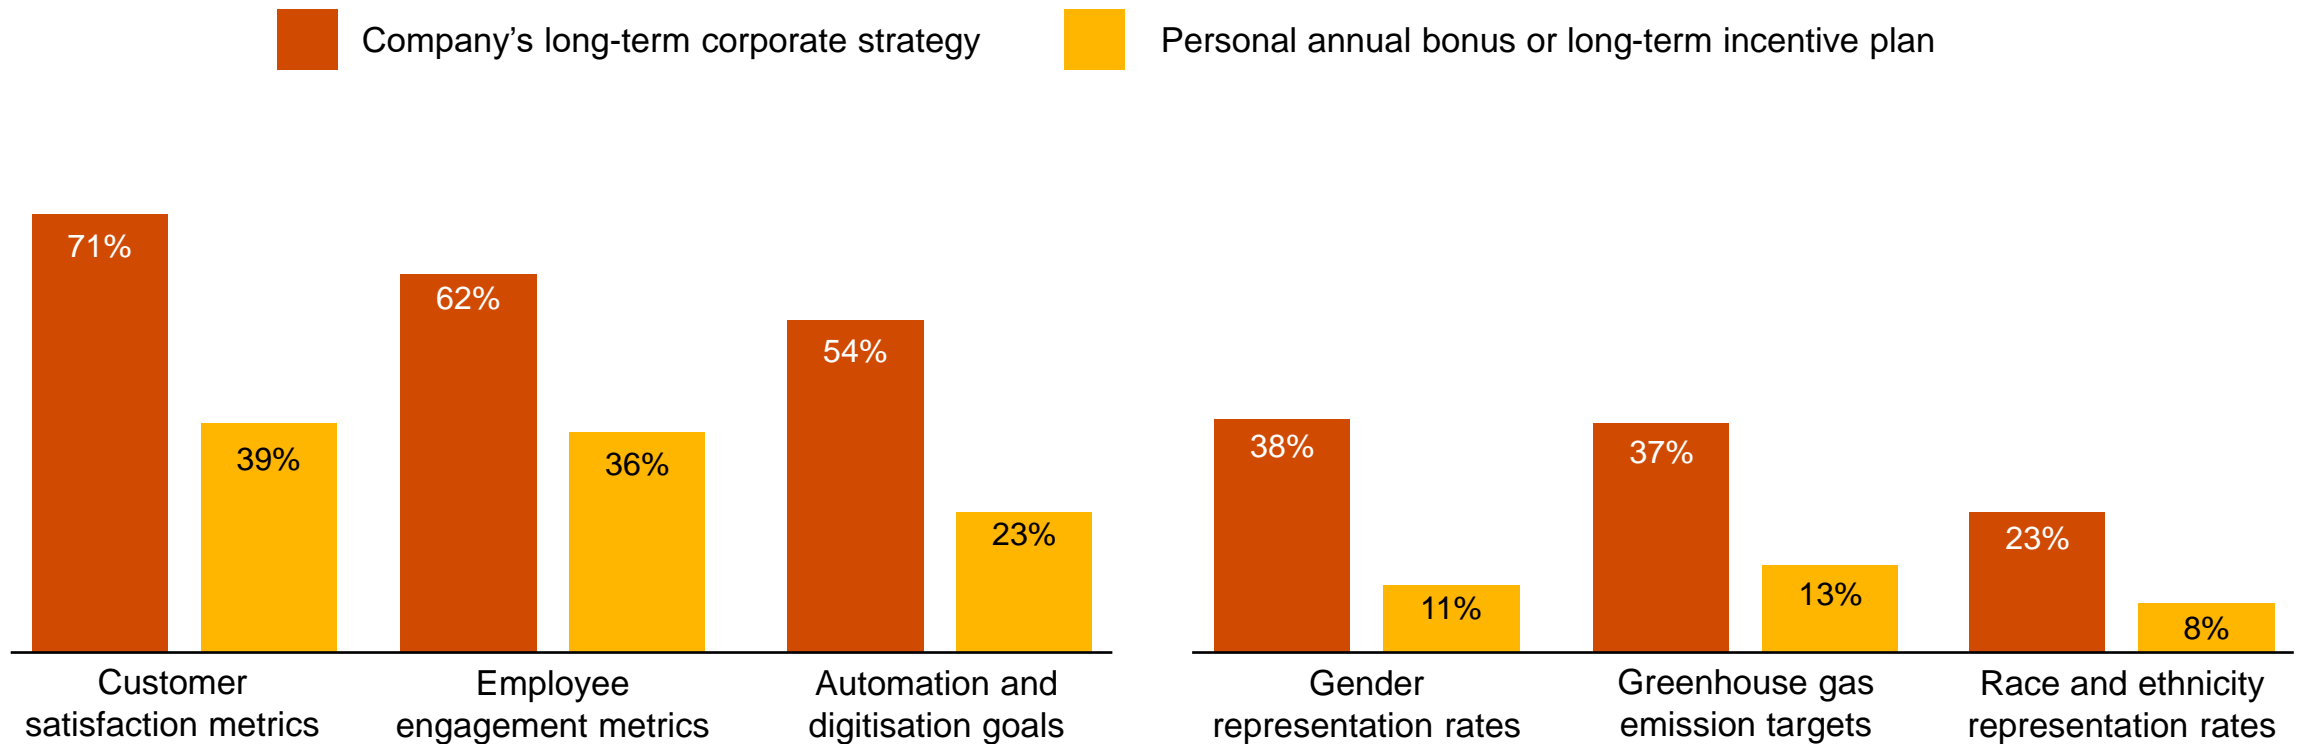 Company’s long-term corporate strategy
Personal annual bonus or long-term incentive plan
71%
39%
62%
36%
54%
23%
38%
11%
37%
13%
23%
8%
Customer
satisfaction metrics
Employee
engagement metrics
Automation and
digitisation goals
Gender
representation rates
Greenhouse gas
emission targets
Race and ethnicity
representation rates